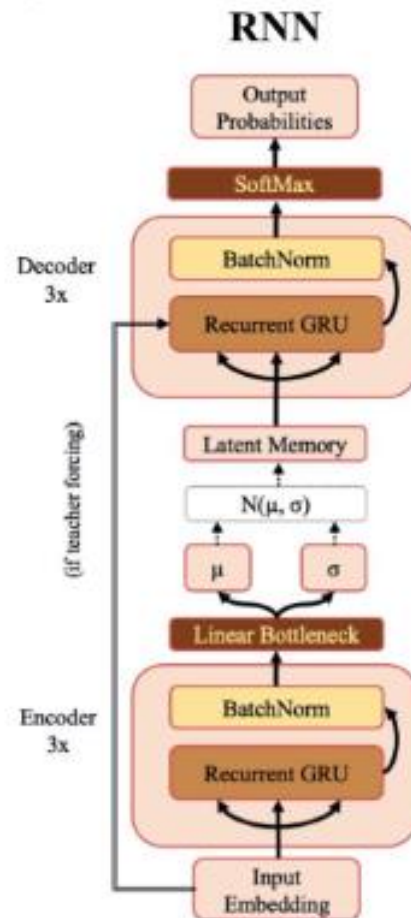 RNN
Output
Probabilities
SoftMax
BatchNorm
Decoder
3x
Recurrent GRU
Latent Memory
(if teacher forcing)
N(μ, σ)
μ
σ
Linear Bottleneck
BatchNorm
Encoder
3x
Recurrent GRU
Input
Embedding